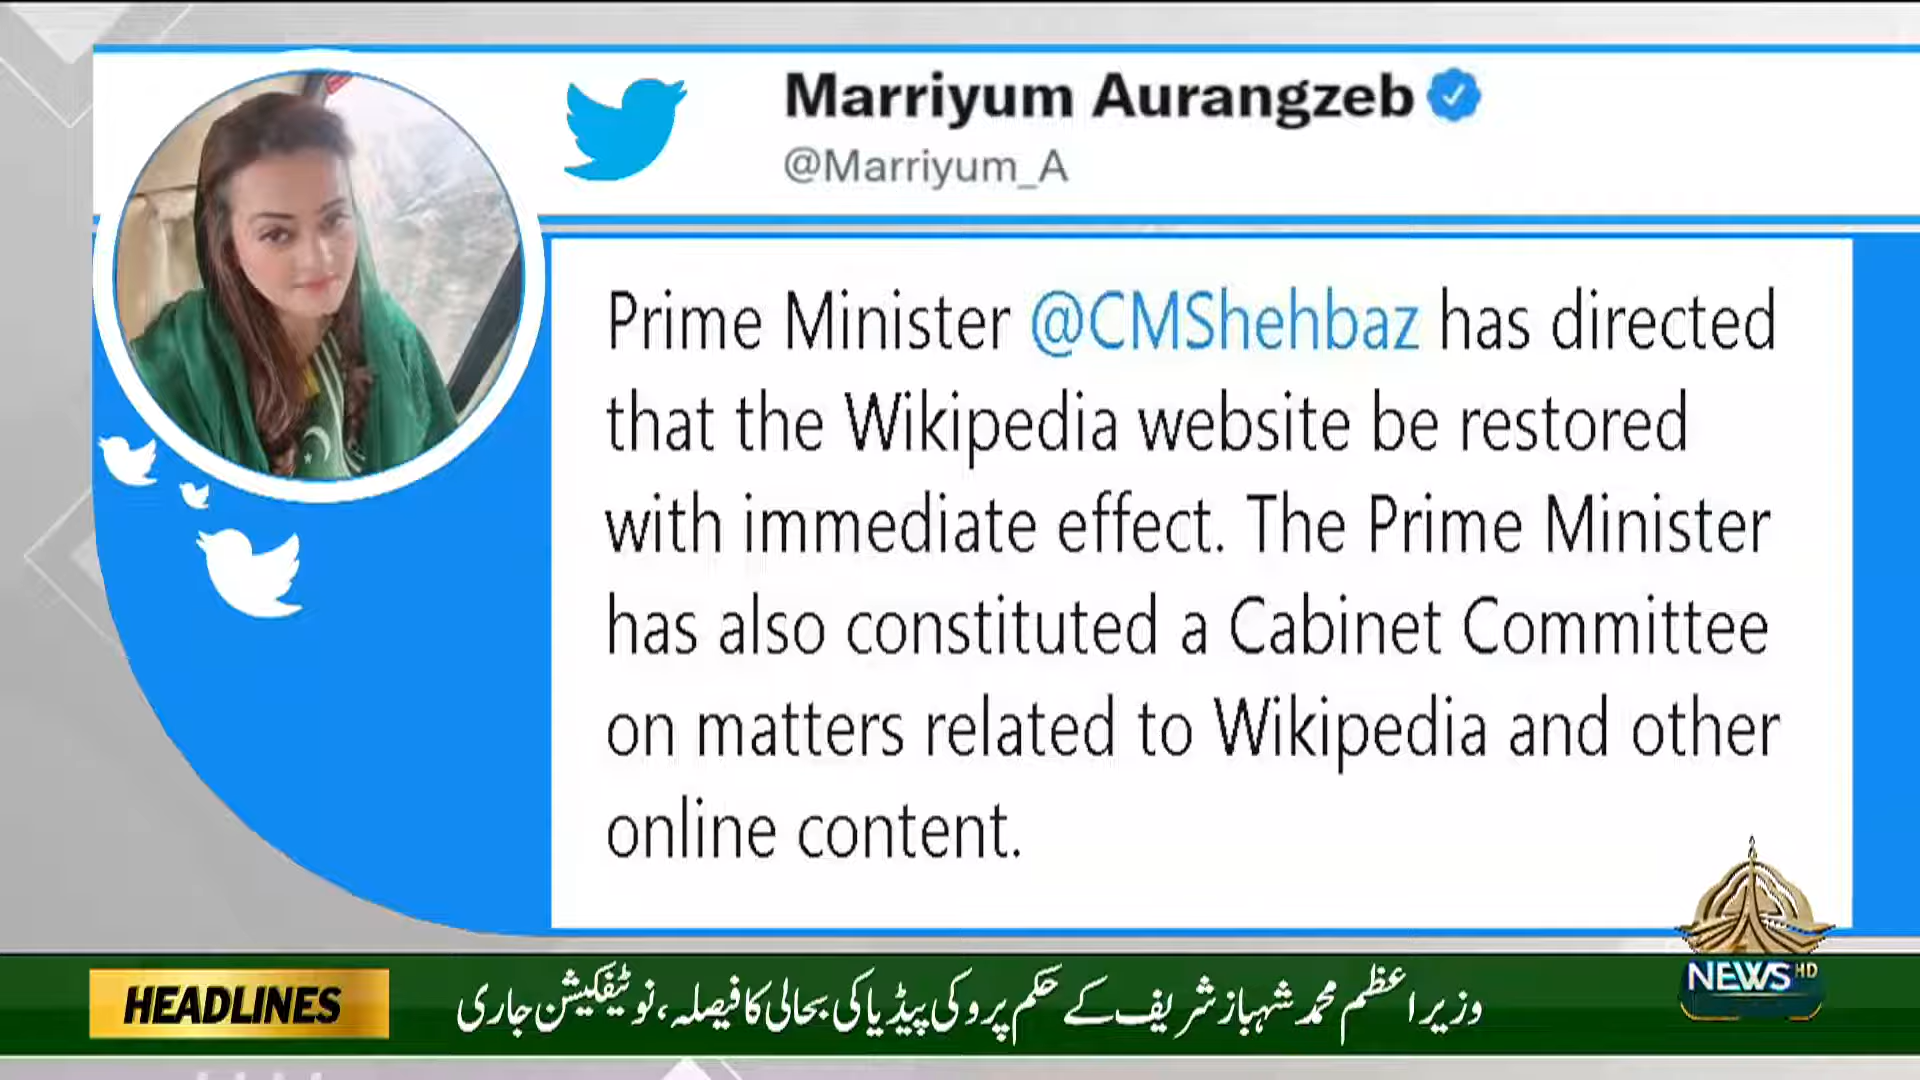 Marriyum Aurangzeb
@Marriyum_A
Prime Minister @CMShehbaz has directed
that the Wikipedia website be restored
with immediate effect. The Prime Minister
has also constituted a Cabinet Committee
on matters related to Wikipedia and other
online content.
NEWS HD
HEADLINES
وزیراعظم محمد شہباز شریف کے حکم پر وکی پیڈیا کی بحالی کا فیصلہ، نوٹیفکیشن جاری